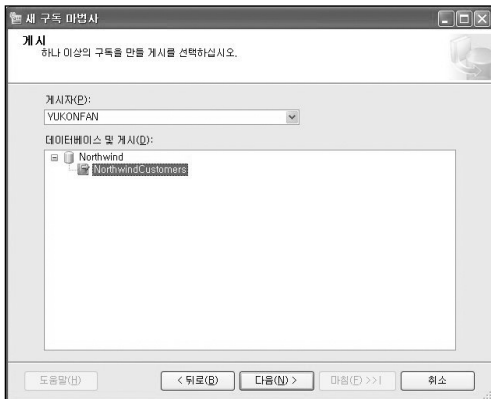 새 구독 마법사
게시
하나 이상의 구독을 만들 게시를 선택하십시오.
게시자(P):
YUKONFAN
데이터베이스 및 게시(D):
Northwind
NorthwindCustomers
도움말(H)
< 뒤로(B)
다음(N) >
마침(F) >>|
취소